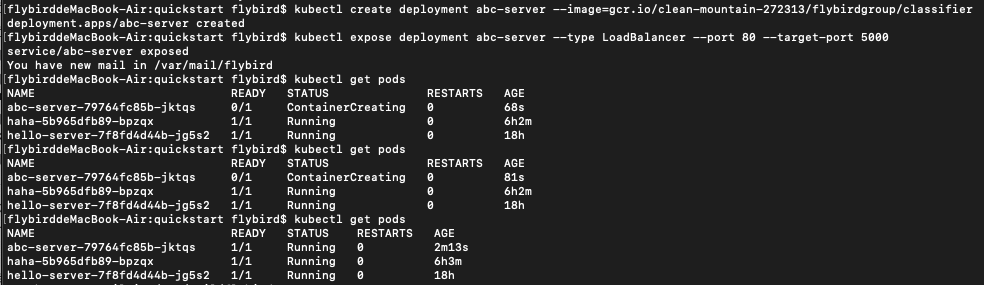 [flybirddeMacBook-Air:quickstart flybird$ kubectl create deployment abc-server --image=gcr.io/clean-mountain-272313/flybirdgroup/classifier
deployment.apps/abc-server created
[flybirddeMacBook-Air:quickstart flybird$ kubectl expose deployment abc-server --type LoadBalancer --port 80 --target-port 5000
service/abc-server exposed
You have new mail in /var/mail/flybird
[flybirddeMacBook-Air:quickstart flybird$ kubectl get pods
NAME READY STATUS RESTARTS AGE
abc-server-79764fc85b-jktqs 0/1 ContainerCreating 0 68s
haha-5b965dfb89-bpzqx 1/1 Running 0 6h2m
hello-server-7f8fd4d44b-jg5s2 1/1 Running 0 18h
[flybirddeMacBook-Air:quickstart flybird$ kubectl get pods
NAME READY STATUS RESTARTS AGE
abc-server-79764fc85b-jktqs 0/1 ContainerCreating 0 81s
haha-5b965dfb89-bpzqx 1/1 Running 0 6h2m
hello-server-7f8fd4d44b-jg5s2 1/1 Running 0 18h
[flybirddeMacBook-Air:quickstart flybird$ kubectl get pods
NAME READY STATUS RESTARTS AGE
abc-server-79764fc85b-jktqs 1/1 Running 0 2m13s
haha-5b965dfb89-bpzqx 1/1 Running 0 6h3m
hello-server-7f8fd4d44b-jg5s2 1/1 Running 0 18h